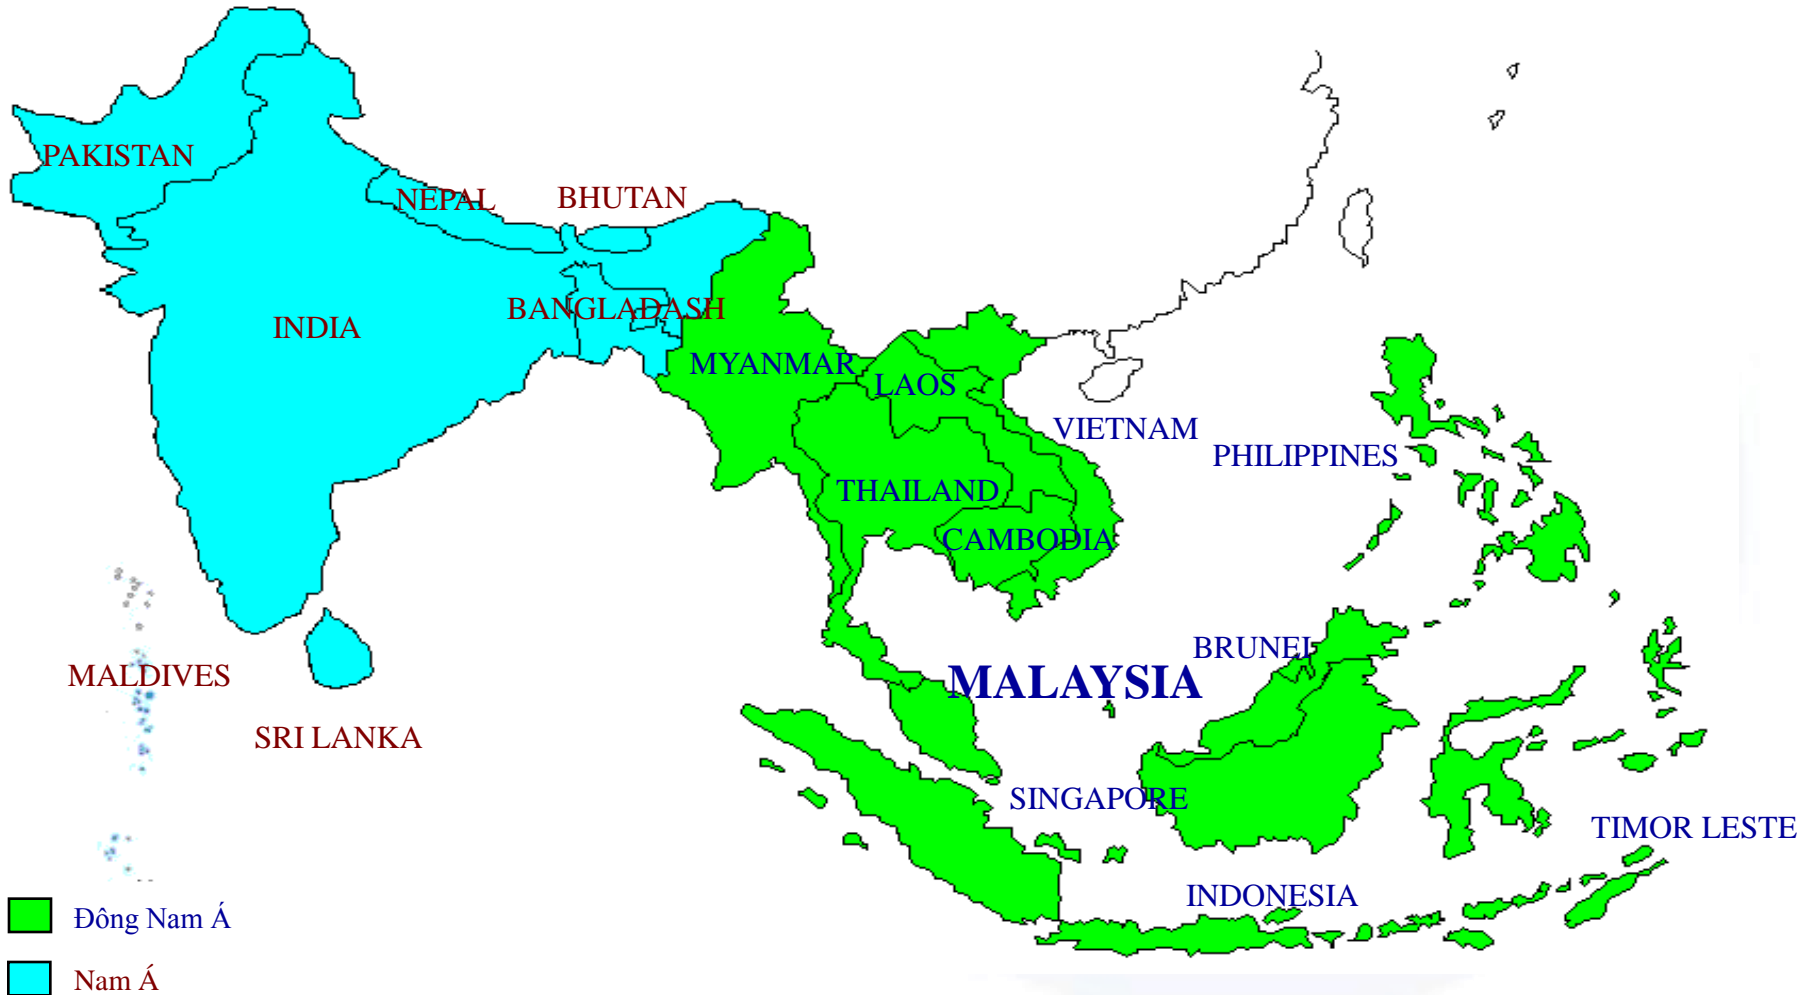 PAKISTAN
NEPAL
BHUTAN
BANGLADASH
INDIA
MYANMAR
LAOS
VIETNAM
PHILIPPINES
THAILAND
CAMBODIA
BRUNEI
MALAYSIA
MALDIVES
SRI LANKA
SINGAPORE
TIMOR LESTE
INDONESIA
Đông Nam Á
Nam Á